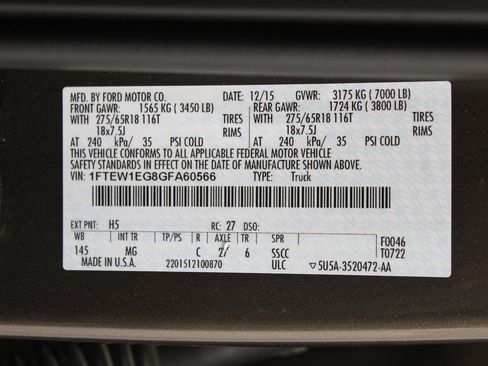 MFD. BY FORD MOTOR CO. DATE: 12/15 GVWR: 3175 KG ( 7000 LB)
FRONT GAWR: 1565 KG ( 3450 LB) REAR GAWR: 1724 KG ( 3800 LB)
WITH 275/65R18 116T TIRES WITH 275/65R18 116T TIRES
18x7.5J RIMS 18x7.5J RIMS
AT 240 kPa/ 35 PSI COLD AT 240 kPa/ 35 PSI COLD
THIS VEHICLE CONFORMS TO ALL APPLICABLE FEDERAL MOTOR VEHICLE
SAFETY STANDARDS IN EFFECT ON THE DATE OF MANUFACTURE SHOWN ABOVE.
VIN: 1FTEW1EG8GFA60566 TYPE: Truck
EXT PNT: H5 RC: 27 DSO:
WB INT TR TP/PS R AXLE TR SPR F0046
145 MG C 2/ 6 SSCC T0722
MADE IN U.S.A. 2201512100870 ULC 5U5A-3520472-AA